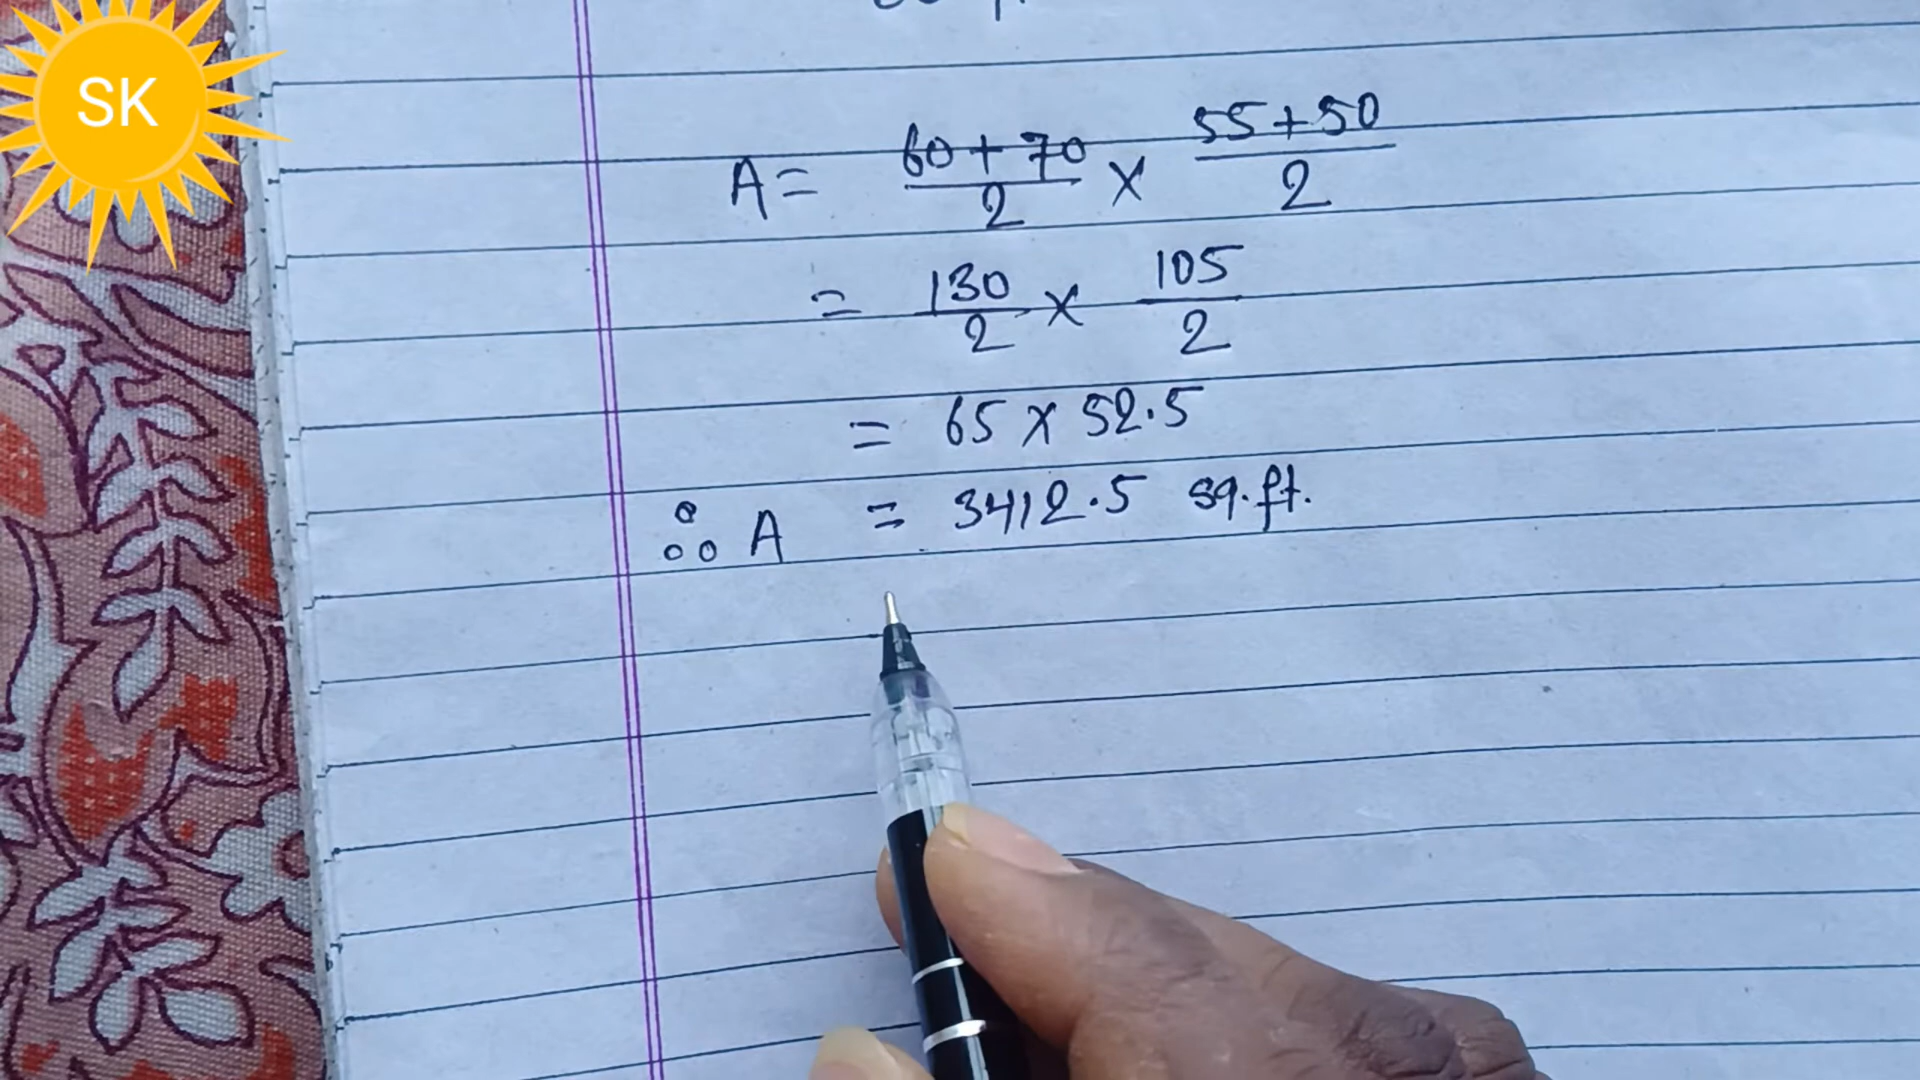 SK
A = 60 + 70 / 2 × 55 + 50 / 2
= 130 / 2 × 105 / 2
= 65 × 52.5
∴ A = 3412.5 sq.ft.